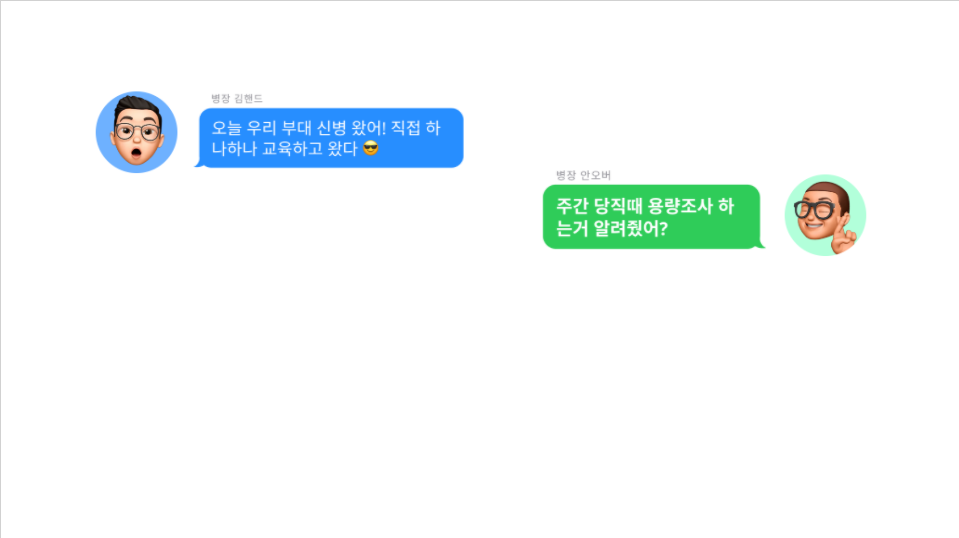 병장 김핸드
오늘 우리 부대 신병 왔어! 직접 하
나하나 교육하고 왔다 😎
병장 안오버
주간 당직때 용량조사 하
는거 알려줬어?